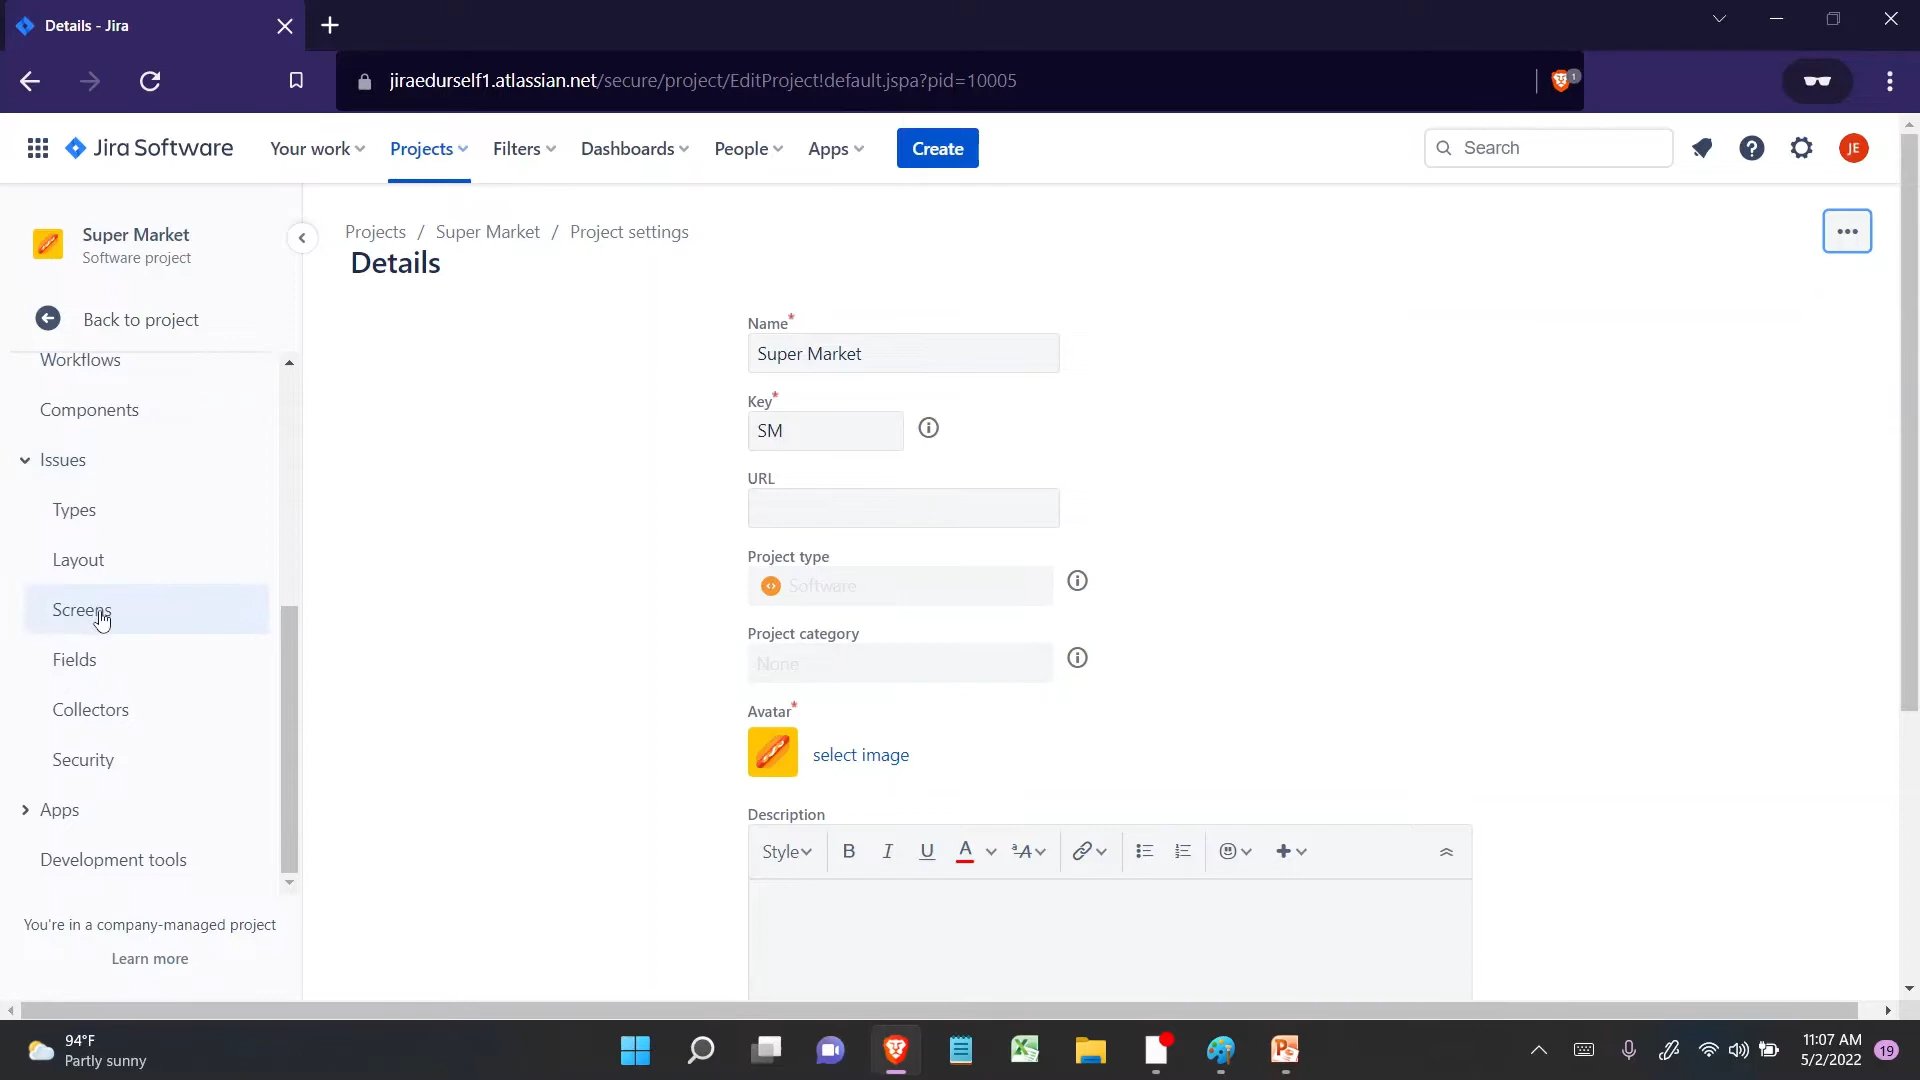 Details - Jira
jiraedurself1.atlassian.net/secure/project/EditProject!default.jspa?pid=10005
1
Jira Software
Your work
Projects
Filters
Dashboards
People
Apps
Create
Search
JE
Super Market
Software project
Back to project
Workflows
Components
Issues
Types
Layout
Screens
Fields
Collectors
Security
Apps
Development tools
You're in a company-managed project
Learn more
Projects / Super Market / Project settings
Details
Name*
Super Market
Key*
SM
URL
Project type
Software
Project category
None
Avatar*
select image
Description
Style
B I U A
94°F
Partly sunny
11:07 AM
5/2/2022
19